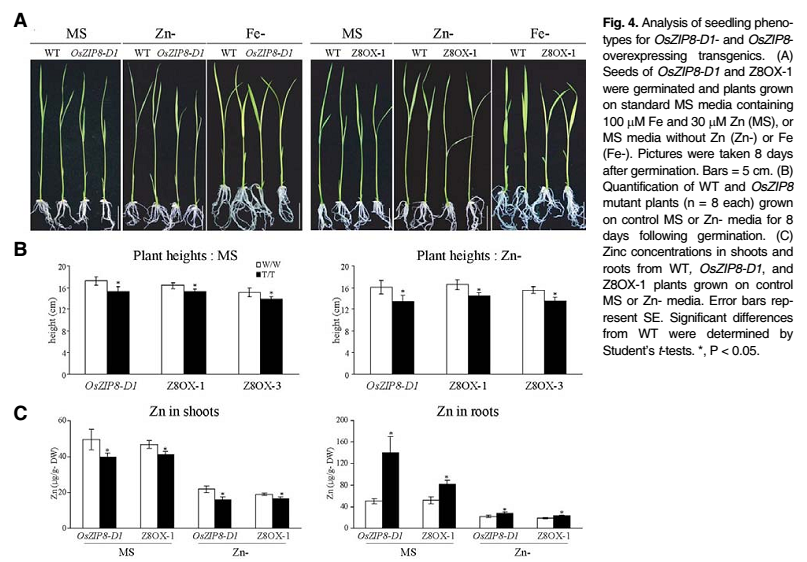 A
MS Zn- Fe- MS Zn- Fe-
WT OsZIP8-D1 WT OsZIP8-D1 WT OsZIP8-D1 WT Z8OX-1 WT Z8OX-1 WT Z8OX-1
B
Plant heights : MS
W/W
T/T
height (cm)
20
16
12
8
4
0
* * *
OsZIP8-D1 Z8OX-1 Z8OX-3
Plant heights : Zn-
height (cm)
20
16
12
8
4
0
* * *
OsZIP8-D1 Z8OX-1 Z8OX-3
C
Zn in shoots
Zn (µg/g- DW)
60
40
20
0
* * * *
OsZIP8-D1 Z8OX-1 OsZIP8-D1 Z8OX-1
MS Zn-
Zn in roots
Zn (µg/g- DW)
200
160
120
80
40
0
* * * *
OsZIP8-D1 Z8OX-1 OsZIP8-D1 Z8OX-1
MS Zn-
Fig. 4. Analysis of seedling pheno-
types for OsZIP8-D1- and OsZIP8-
overexpressing transgenics. (A)
Seeds of OsZIP8-D1 and Z8OX-1
were germinated and plants grown
on standard MS media containing
100 µM Fe and 30 µM Zn (MS), or
MS media without Zn (Zn-) or Fe
(Fe-). Pictures were taken 8 days
after germination. Bars = 5 cm. (B)
Quantification of WT and OsZIP8
mutant plants (n = 8 each) grown
on control MS or Zn- media for 8
days following germination. (C)
Zinc concentrations in shoots and
roots from WT, OsZIP8-D1, and
Z8OX-1 plants grown on control
MS or Zn- media. Error bars rep-
resent SE. Significant differences
from WT were determined by
Student's t-tests. *, P < 0.05.